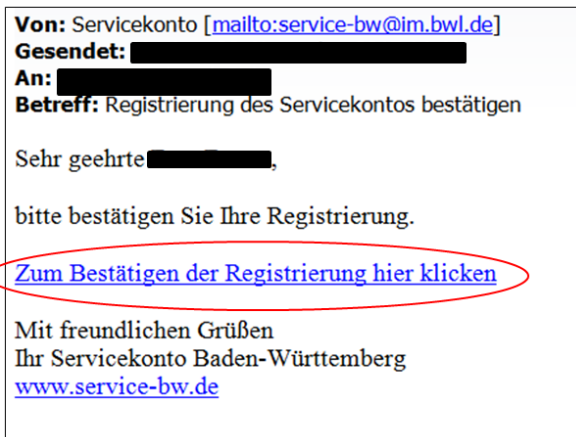 Von: Servicekonto [mailto:service-bw@im.bwl.de]
Gesendet:
An:
Betreff: Registrierung des Servicekontos bestätigen
Sehr geehrte ,
bitte bestätigen Sie Ihre Registrierung.
Zum Bestätigen der Registrierung hier klicken
Mit freundlichen Grüßen
Ihr Servicekonto Baden-Württemberg
www.service-bw.de